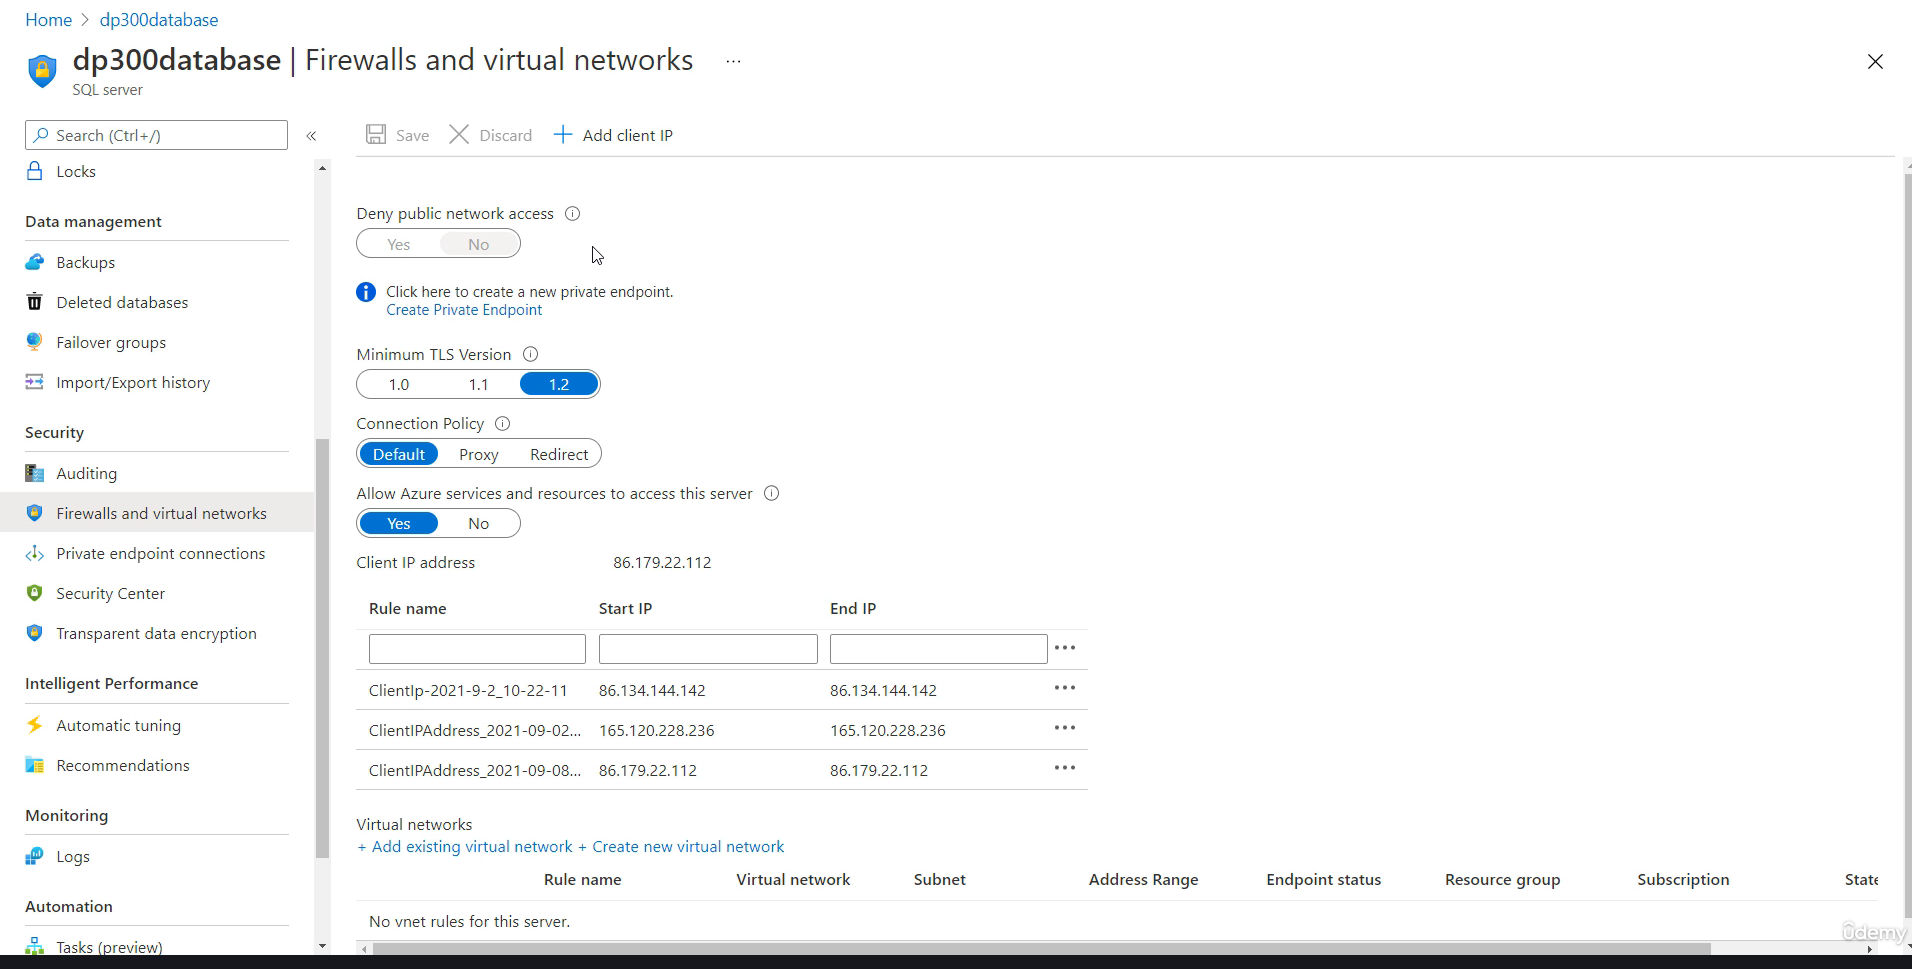 Home > dp300database
dp300database | Firewalls and virtual networks ...
SQL server
Search (Ctrl+/)
«
Save
Discard
Add client IP
Locks
Data management
Backups
Deleted databases
Failover groups
Import/Export history
Security
Auditing
Firewalls and virtual networks
Private endpoint connections
Security Center
Transparent data encryption
Intelligent Performance
Automatic tuning
Recommendations
Monitoring
Logs
Automation
Tasks (preview)
Deny public network access
Yes No
Click here to create a new private endpoint.
Create Private Endpoint
Minimum TLS Version
1.0 1.1 1.2
Connection Policy
Default Proxy Redirect
Allow Azure services and resources to access this server
Yes No
Client IP address 86.179.22.112
Rule name Start IP End IP
...
ClientIp-2021-9-2_10-22-11 86.134.144.142 86.134.144.142 ...
ClientIPAddress_2021-09-02... 165.120.228.236 165.120.228.236 ...
ClientIPAddress_2021-09-08... 86.179.22.112 86.179.22.112 ...
Virtual networks
+ Add existing virtual network + Create new virtual network
Rule name Virtual network Subnet Address Range Endpoint status Resource group Subscription State
No vnet rules for this server.
ûdemy